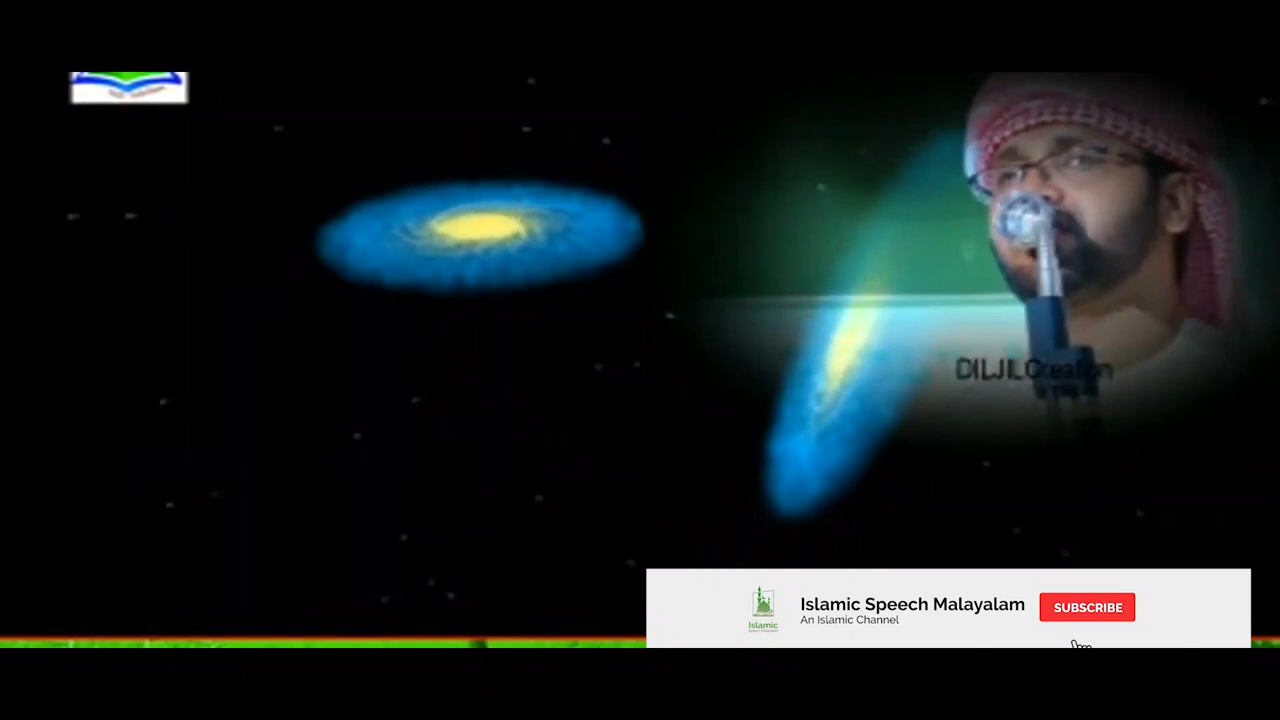 DILJIL Creation
Islamic Speech Malayalam
An Islamic Channel
SUBSCRIBE
Islamic